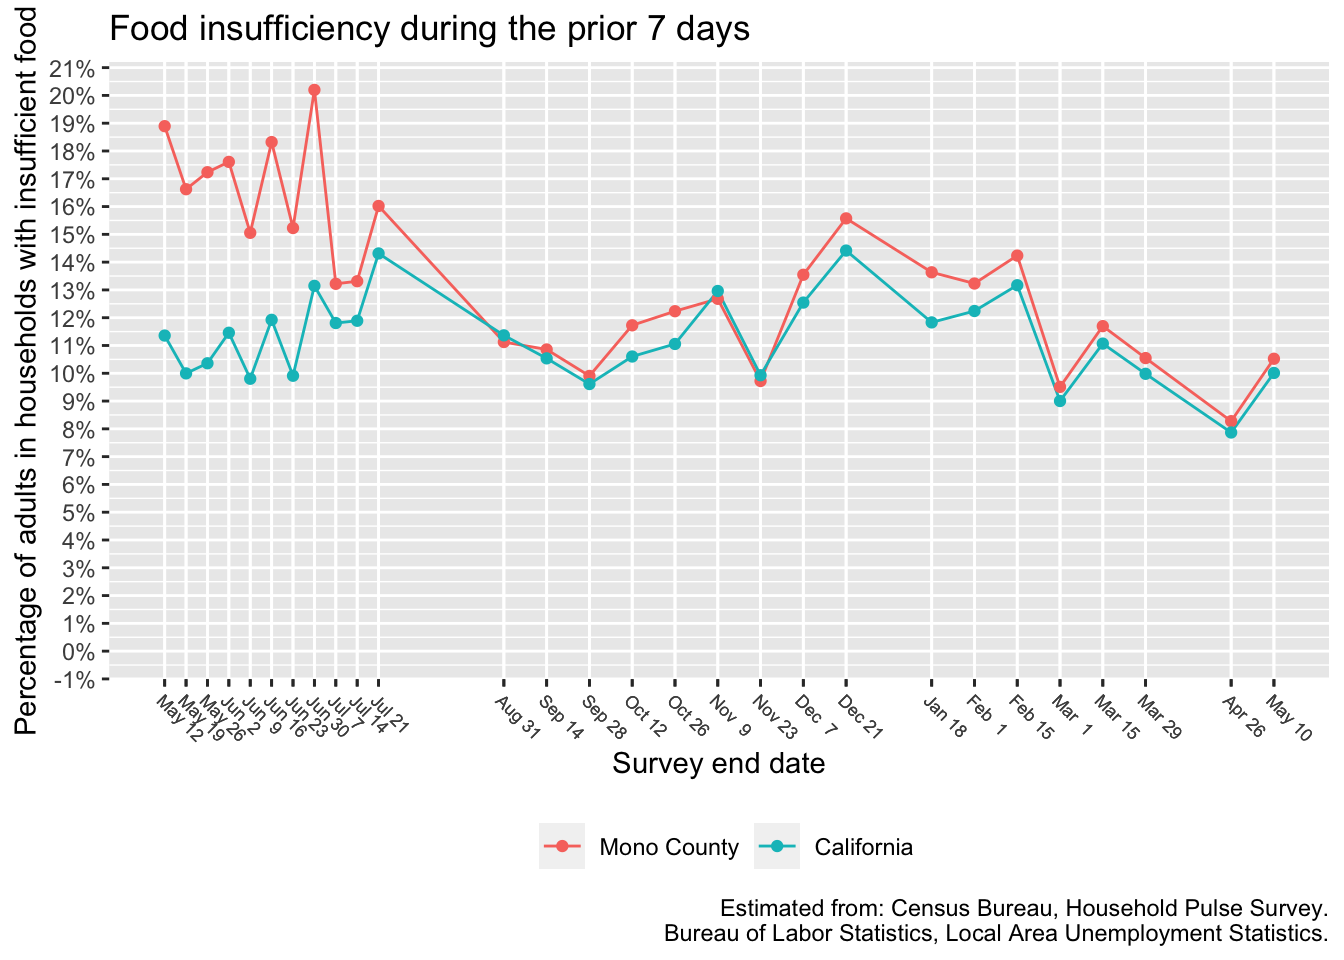 Food insufficiency during the prior 7 days
Percentage of adults in households with insufficient food
21%
20%
19%
18%
17%
16%
15%
14%
13%
12%
11%
10%
9%
8%
7%
6%
5%
4%
3%
2%
1%
0%
-1%
May 12
May 19
May 26
Jun 2
Jun 9
Jun 16
Jun 23
Jun 30
Jul 7
Jul 14
Jul 21
Aug 31
Sep 14
Sep 28
Oct 12
Oct 26
Nov 9
Nov 23
Dec 7
Dec 21
Jan 18
Feb 1
Feb 15
Mar 1
Mar 15
Mar 29
Apr 26
May 10
Survey end date
Mono County
California
Estimated from: Census Bureau, Household Pulse Survey.
Bureau of Labor Statistics, Local Area Unemployment Statistics.